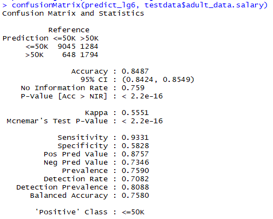 > confusionMatrix(predict_lg6, testdata$adult_data.salary)
Confusion Matrix and Statistics
Reference
Prediction <=50K >50K
<=50K 9045 1284
>50K 648 1794
Accuracy : 0.8487
95% CI : (0.8424, 0.8549)
No Information Rate : 0.759
P-Value [Acc > NIR] : < 2.2e-16
Kappa : 0.5551
Mcnemar's Test P-Value : < 2.2e-16
Sensitivity : 0.9331
Specificity : 0.5828
Pos Pred Value : 0.8757
Neg Pred Value : 0.7346
Prevalence : 0.7590
Detection Rate : 0.7082
Detection Prevalence : 0.8088
Balanced Accuracy : 0.7580
'Positive' Class : <=50K